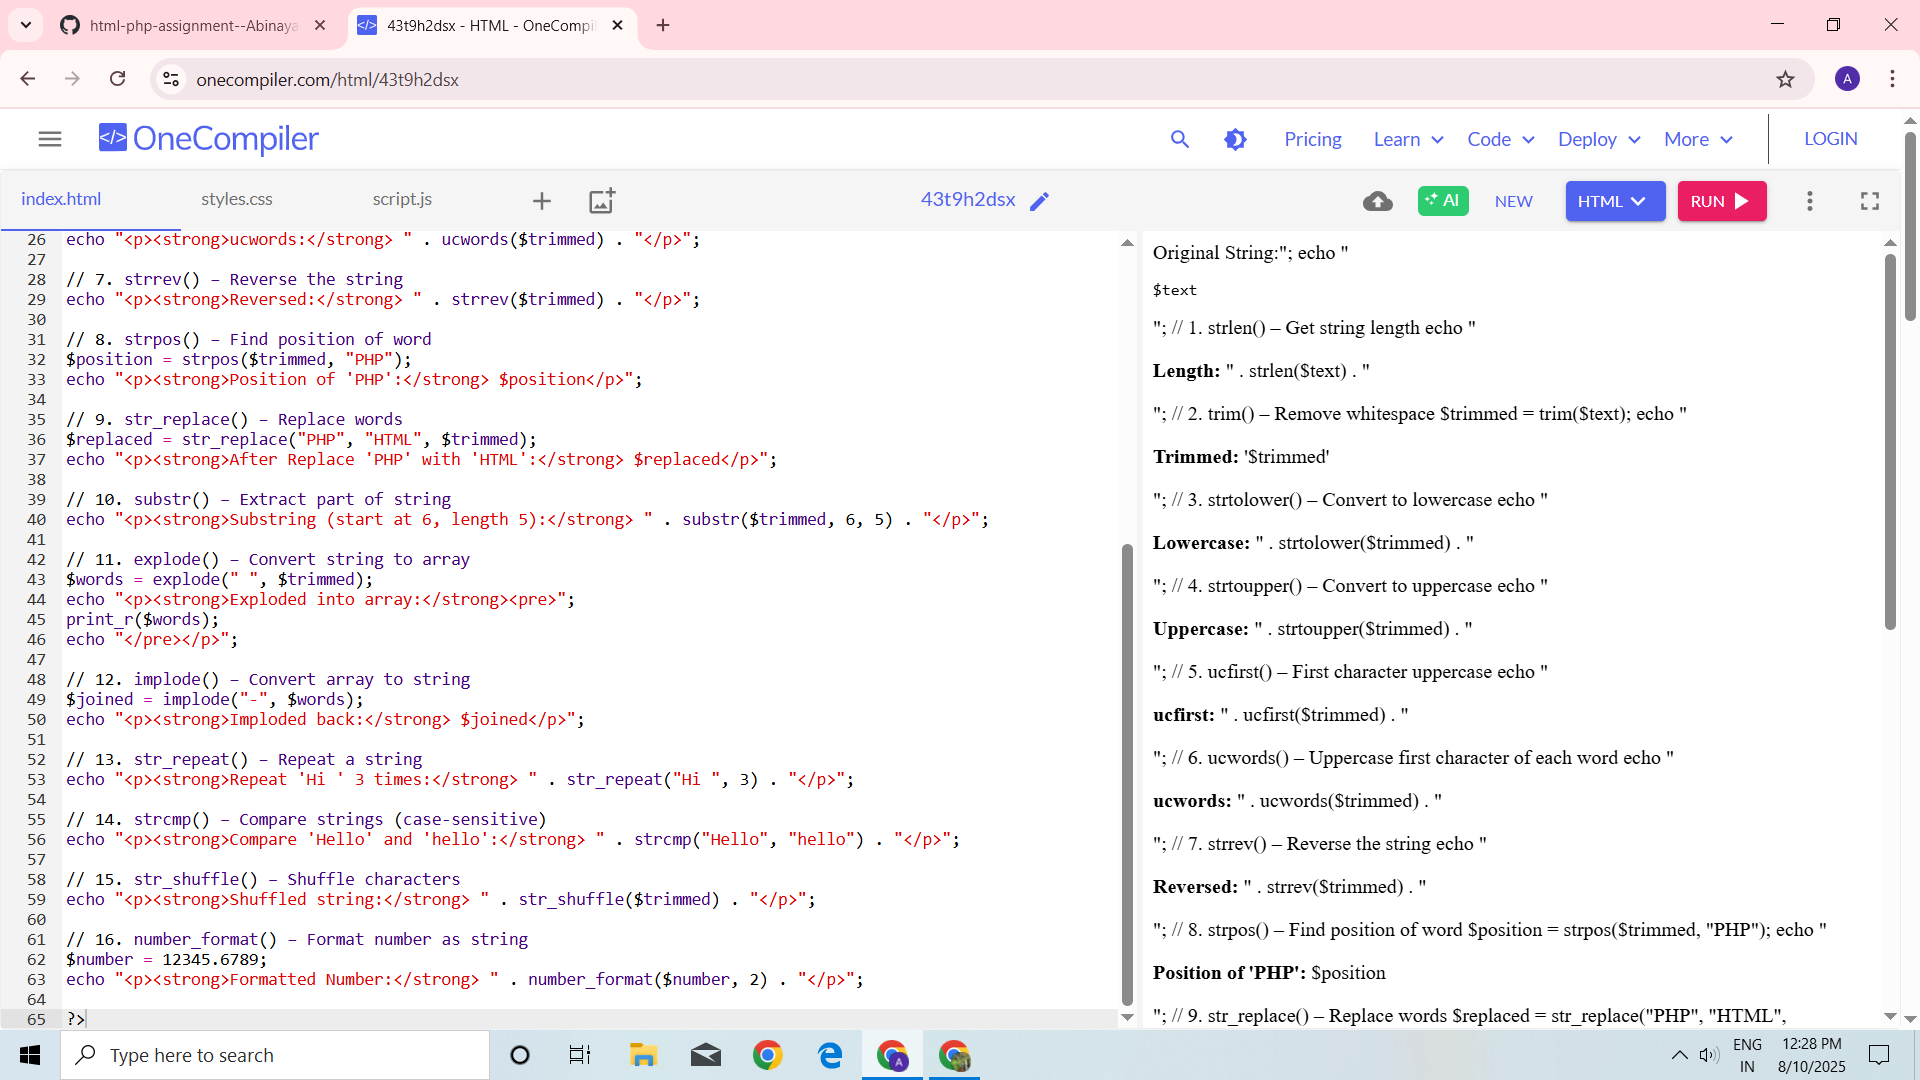 html-php-assignment--Abinaya
43t9h2dsx - HTML - OneCompi
onecompiler.com/html/43t9h2dsx
A
OneCompiler
Pricing
Learn
Code
Deploy
More
LOGIN
index.html
styles.css
script.js
43t9h2dsx
AI
NEW
HTML
RUN
26 echo "<p><strong>ucwords:</strong> " . ucwords($trimmed) . "</p>";
27
28 // 7. strrev() – Reverse the string
29 echo "<p><strong>Reversed:</strong> " . strrev($trimmed) . "</p>";
30
31 // 8. strpos() – Find position of word
32 $position = strpos($trimmed, "PHP");
33 echo "<p><strong>Position of 'PHP':</strong> $position</p>";
34
35 // 9. str_replace() – Replace words
36 $replaced = str_replace("PHP", "HTML", $trimmed);
37 echo "<p><strong>After Replace 'PHP' with 'HTML':</strong> $replaced</p>";
38
39 // 10. substr() – Extract part of string
40 echo "<p><strong>Substring (start at 6, length 5):</strong> " . substr($trimmed, 6, 5) . "</p>";
41
42 // 11. explode() – Convert string to array
43 $words = explode(" ", $trimmed);
44 echo "<p><strong>Exploded into array:</strong><pre>";
45 print_r($words);
46 echo "</pre></p>";
47
48 // 12. implode() – Convert array to string
49 $joined = implode("-", $words);
50 echo "<p><strong>Imploded back:</strong> $joined</p>";
51
52 // 13. str_repeat() – Repeat a string
53 echo "<p><strong>Repeat 'Hi ' 3 times:</strong> " . str_repeat("Hi ", 3) . "</p>";
54
55 // 14. strcmp() – Compare strings (case-sensitive)
56 echo "<p><strong>Compare 'Hello' and 'hello':</strong> " . strcmp("Hello", "hello") . "</p>";
57
58 // 15. str_shuffle() – Shuffle characters
59 echo "<p><strong>Shuffled string:</strong> " . str_shuffle($trimmed) . "</p>";
60
61 // 16. number_format() – Format number as string
62 $number = 12345.6789;
63 echo "<p><strong>Formatted Number:</strong> " . number_format($number, 2) . "</p>";
64
65 ?>
Original String:"; echo "
$text
"; // 1. strlen() – Get string length echo "
Length: " . strlen($text) . "
"; // 2. trim() – Remove whitespace $trimmed = trim($text); echo "
Trimmed: '$trimmed'
"; // 3. strtolower() – Convert to lowercase echo "
Lowercase: " . strtolower($trimmed) . "
"; // 4. strtoupper() – Convert to uppercase echo "
Uppercase: " . strtoupper($trimmed) . "
"; // 5. ucfirst() – First character uppercase echo "
ucfirst: " . ucfirst($trimmed) . "
"; // 6. ucwords() – Uppercase first character of each word echo "
ucwords: " . ucwords($trimmed) . "
"; // 7. strrev() – Reverse the string echo "
Reversed: " . strrev($trimmed) . "
"; // 8. strpos() – Find position of word $position = strpos($trimmed, "PHP"); echo "
Position of 'PHP': $position
"; // 9. str_replace() – Replace words $replaced = str_replace("PHP", "HTML",
Type here to search
A
ENG
IN
12:28 PM
8/10/2025